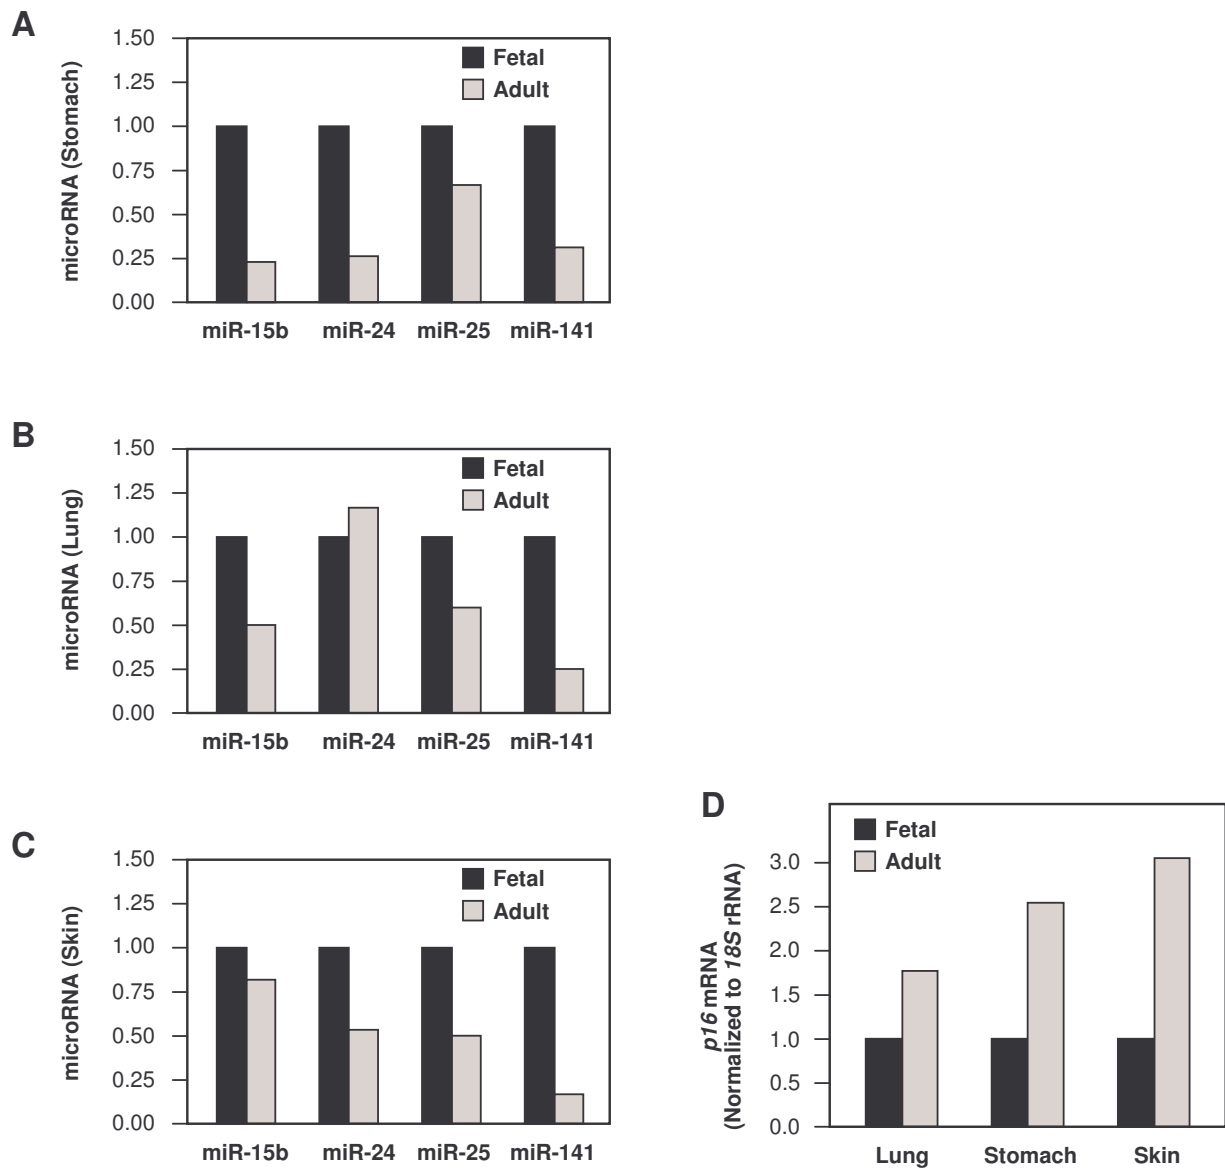 A
microRNA (Stomach)
1.50
1.25
1.00
0.75
0.50
0.25
0.00
Fetal
Adult
miR-15b miR-24 miR-25 miR-141
B
microRNA (Lung)
1.50
1.25
1.00
0.75
0.50
0.25
0.00
Fetal
Adult
miR-15b miR-24 miR-25 miR-141
C
microRNA (Skin)
1.50
1.25
1.00
0.75
0.50
0.25
0.00
Fetal
Adult
miR-15b miR-24 miR-25 miR-141
D
p16 mRNA
(Normalized to 18S rRNA)
3.0
2.5
2.0
1.5
1.0
0.5
0.0
Fetal
Adult
Lung Stomach Skin